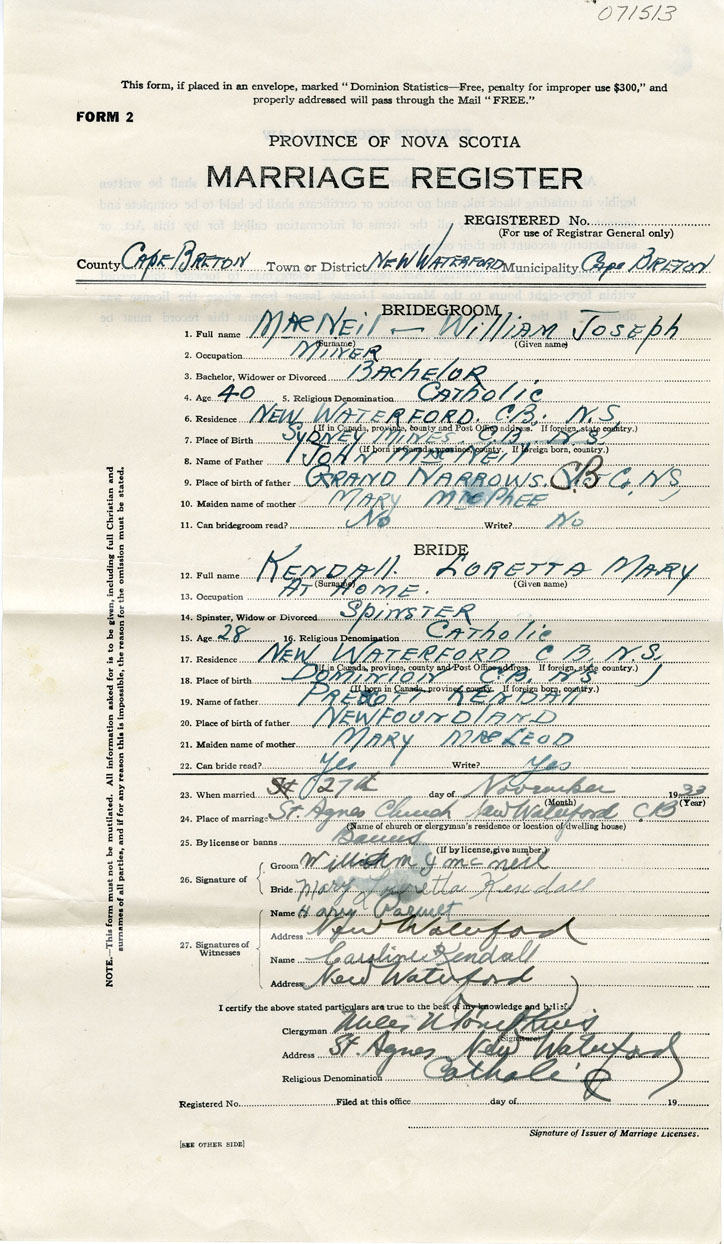 071513
This form, if placed in an envelope, marked "Dominion Statistics—Free, penalty for improper use $300," and
properly addressed will pass through the Mail "FREE."
FORM 2
PROVINCE OF NOVA SCOTIA
MARRIAGE REGISTER
REGISTERED No.
(For use of Registrar General only)
County CAPE BRETON Town or District NEW WATERFORD Municipality CAPE BRETON
BRIDEGROOM
1. Full name MACNEIL — WILLIAM JOSEPH
(Surname) (Given name)
2. Occupation MINER
3. Bachelor, Widower or Divorced BACHELOR
4. Age 40 5. Religious Denomination CATHOLIC
6. Residence NEW WATERFORD. C.B. N.S.
(If in Canada, province, county and Post Office address. If foreign, state country.)
7. Place of Birth SYDNEY MINES. C.B. N.S.
(If born in Canada, province, county. If foreign born, country.)
8. Name of Father JOHN MACNEIL
9. Place of birth of father GRAND NARROWS. CB N.S.
10. Maiden name of mother MARY MCPHEE
11. Can bridegroom read? No Write? No
BRIDE
12. Full name KENDALL. LORETTA MARY
(Surname) (Given name)
13. Occupation AT HOME.
14. Spinster, Widow or Divorced SPINSTER
15. Age 28 16. Religious Denomination CATHOLIC
17. Residence NEW WATERFORD C.B. N.S.
(If in Canada, province, county and Post Office address. If foreign, state country.)
18. Place of birth DOMINION C.B. N.S.
(If born in Canada, province, county. If foreign born, country.)
19. Name of father KENDALL
20. Place of birth of father NEWFOUNDLAND
21. Maiden name of mother MARY MACLEOD
22. Can bride read? Yes Write? Yes
23. When married 27th day of November 1933
(Month) (Year)
24. Place of marriage St. Agnes Church New Waterford C.B
(Name of church or clergyman's residence or location of dwelling house)
25. By license or banns Banns
(If by license, give number.)
26. Signature of Groom William J mcneil
Bride Mary Loretta Kendall
27. Signatures of Witnesses
Name Harry
Address New Waterford
Name Caroline Kendall
Address New Waterford
I certify the above stated particulars are true to the best of my knowledge and belief.
Clergyman Miles N Tompkins
(Signature)
Address St. Agnes New Waterford
Religious Denomination Catholic
Registered No. Filed at this office day of 19
Signature of Issuer of Marriage Licenses.
[SEE OTHER SIDE]
NOTE.—This form must not be mutilated. All information asked for is to be given, including full Christian and
surnames of all parties, and if for any reason this is impossible, the reason for the omission must be stated.